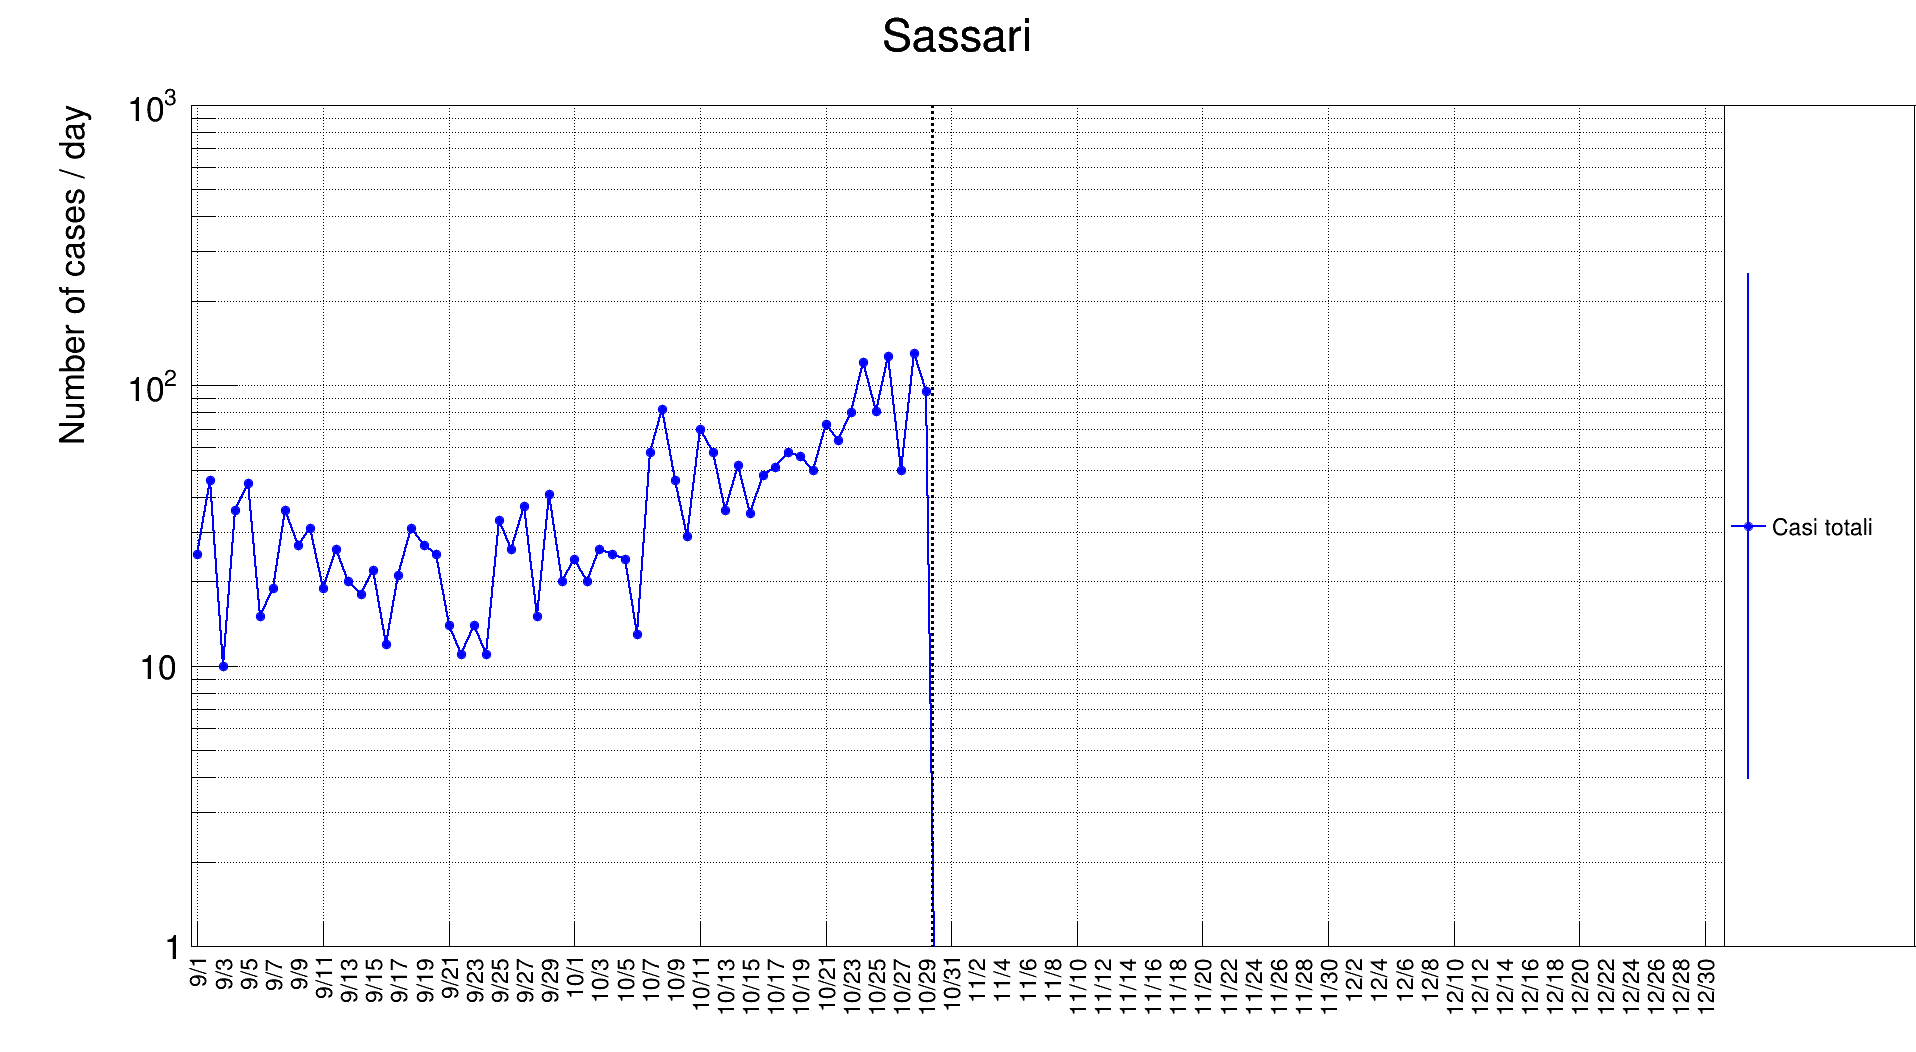 Sassari
Number of cases / day
10³
10²
10
1
9/1 9/3 9/5 9/7 9/9 9/11 9/13 9/15 9/17 9/19 9/21 9/23 9/25 9/27 9/29 10/1 10/3 10/5 10/7 10/9 10/11 10/13 10/15 10/17 10/19 10/21 10/23 10/25 10/27 10/29 10/31 11/2 11/4 11/6 11/8 11/10 11/12 11/14 11/16 11/18 11/20 11/22 11/24 11/26 11/28 11/30 12/2 12/4 12/6 12/8 12/10 12/12 12/14 12/16 12/18 12/20 12/22 12/24 12/26 12/28 12/30
Casi totali